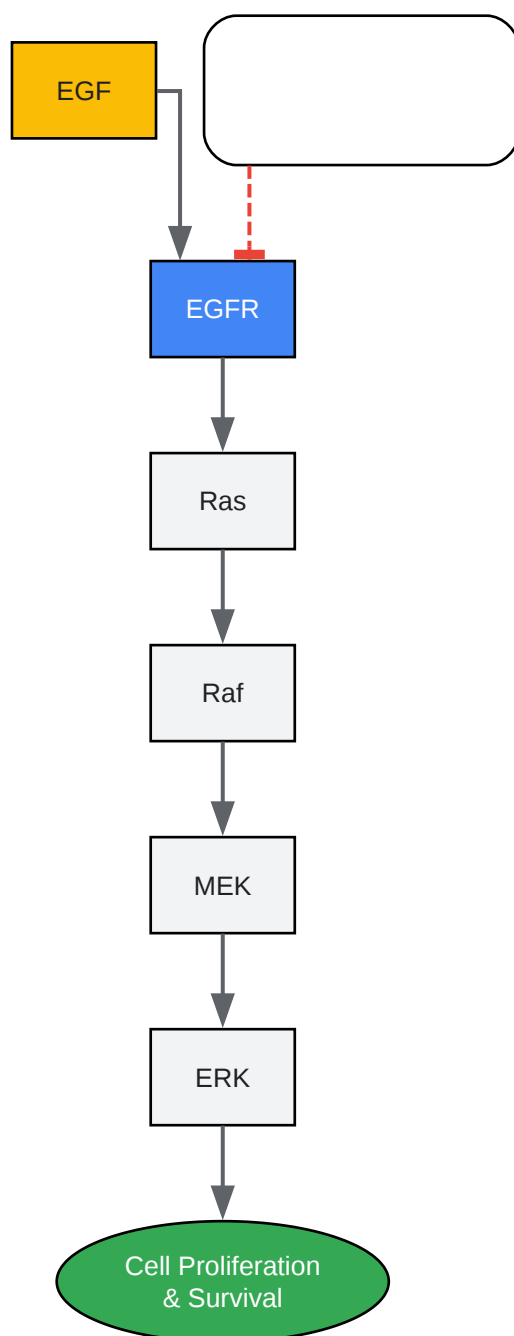 EGF
EGFR
Ras
Raf
MEK
ERK
Cell Proliferation
& Survival